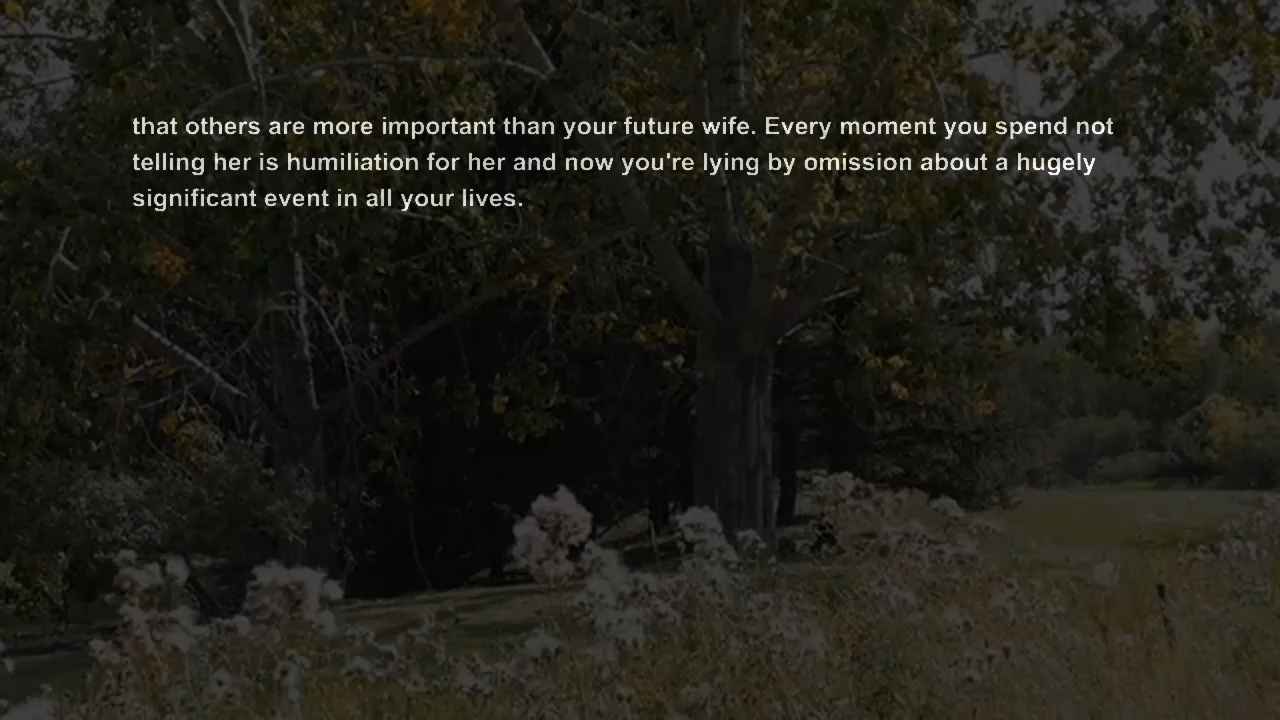 that others are more important than your future wife. Every moment you spend not
telling her is humiliation for her and now you're lying by omission about a hugely
significant event in all your lives.